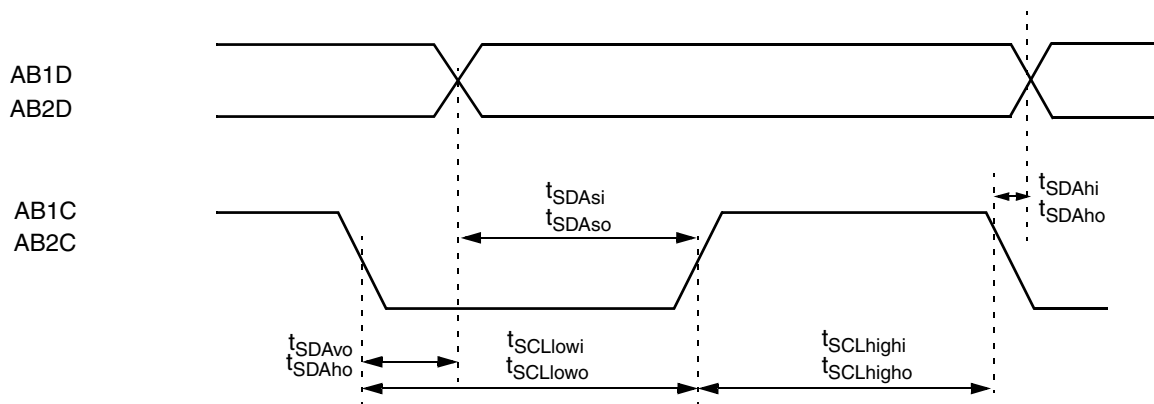 AB1D
AB2D
AB1C
AB2C
tSDAsi
tSDAso
tSDAhi
tSDAho
tSDAvo
tSDAho
tSCLlowi
tSCLlowo
tSCLhighi
tSCLhigho